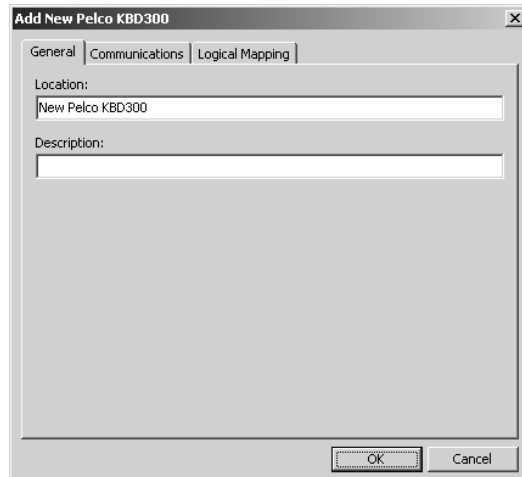 Add New Pelco KBD300
General Communications Logical Mapping
Location:
New Pelco KBD300
Description:
OK Cancel